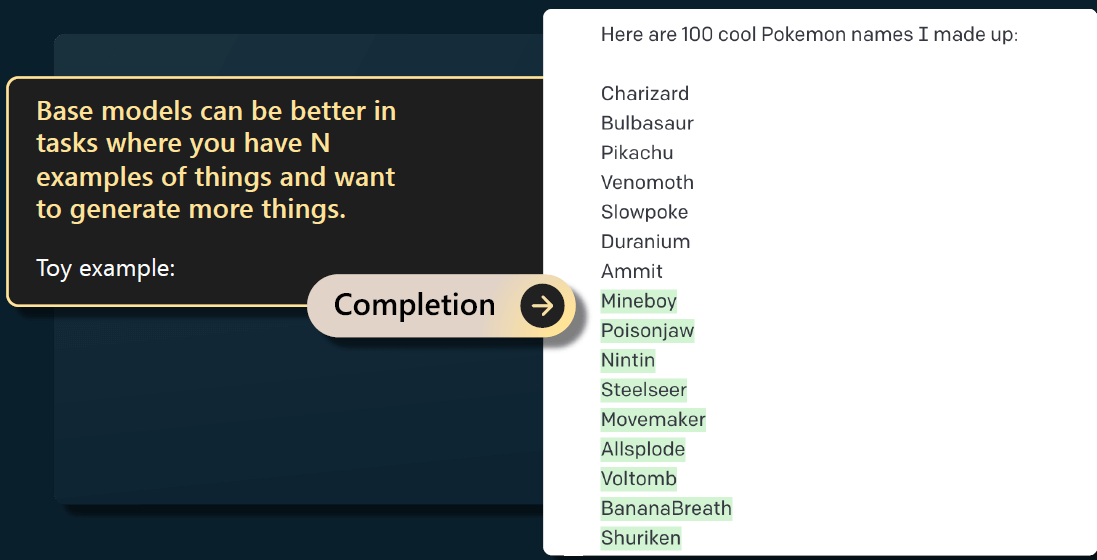 Base models can be better in
tasks where you have N
examples of things and want
to generate more things.
Toy example:
Completion
Here are 100 cool Pokemon names I made up:
Charizard
Bulbasaur
Pikachu
Venomoth
Slowpoke
Duranium
Ammit
Mineboy
Poisonjaw
Nintin
Steelseer
Movemaker
Allsplode
Voltomb
BananaBreath
Shuriken